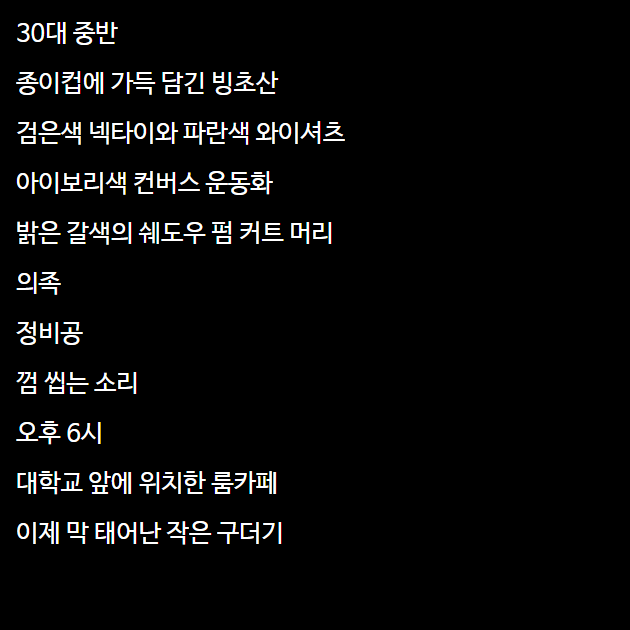 30대 중반
종이컵에 가득 담긴 빙초산
검은색 넥타이와 파란색 와이셔츠
아이보리색 컨버스 운동화
밝은 갈색의 쉐도우 펌 커트 머리
의족
정비공
껌 씹는 소리
오후 6시
대학교 앞에 위치한 룸카페
이제 막 태어난 작은 구더기